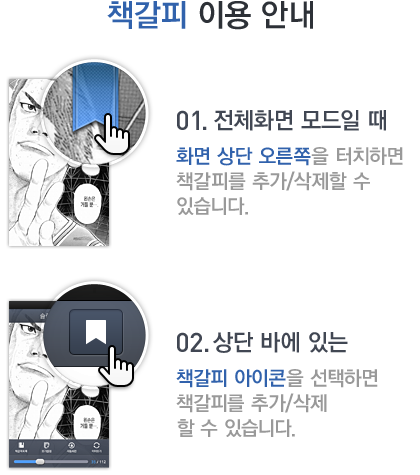 책갈피 이용 안내
01. 전체화면 모드일 때
화면 상단 오른쪽을 터치하면
책갈피를 추가/삭제할 수
있습니다.
02. 상단 바에 있는
책갈피 아이콘을 선택하면
책갈피를 추가/삭제
할 수 있습니다.